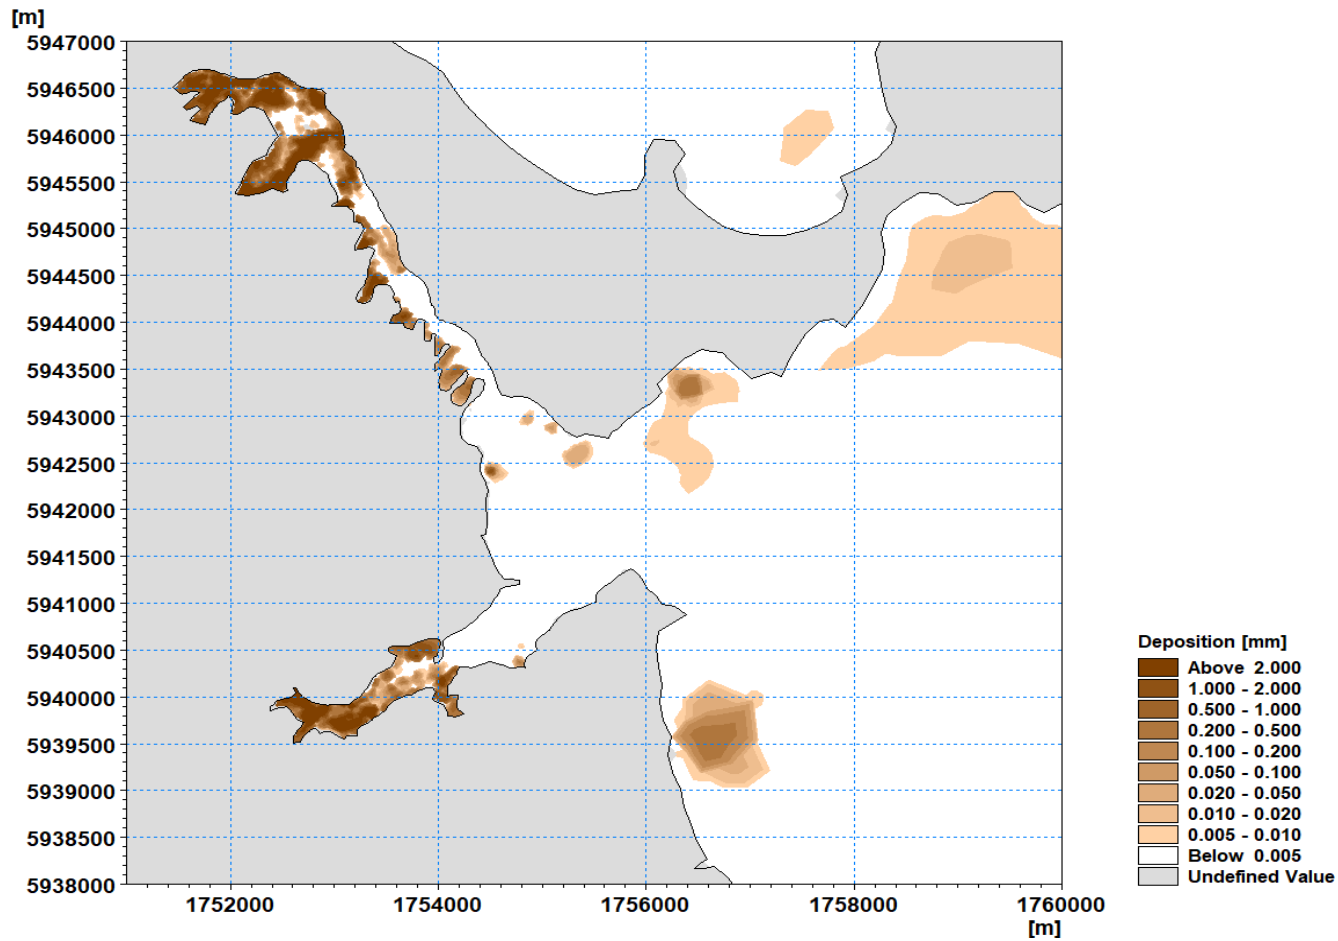 [m]
5947000
5946500
5946000
5945500
5945000
5944500
5944000
5943500
5943000
5942500
5942000
5941500
5941000
5940500
5940000
5939500
5939000
5938500
5938000
1752000 1754000 1756000 1758000 1760000
[m]
Deposition [mm]
Above 2.000
1.000 - 2.000
0.500 - 1.000
0.200 - 0.500
0.100 - 0.200
0.050 - 0.100
0.020 - 0.050
0.010 - 0.020
0.005 - 0.010
Below 0.005
Undefined Value